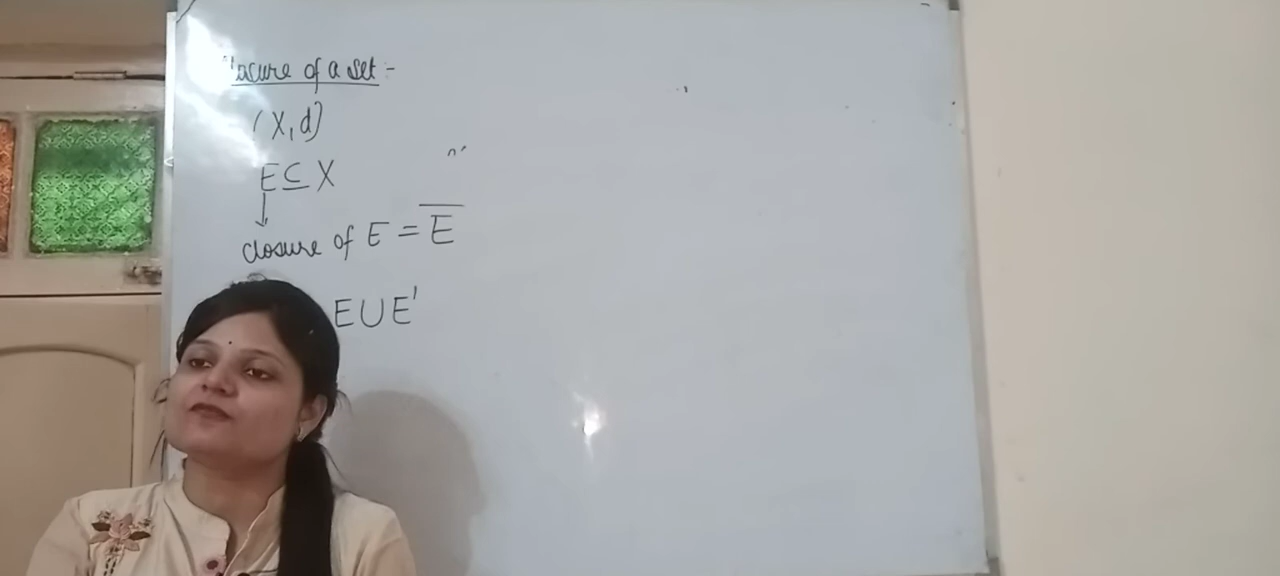 Closure of a set :-
(X, d)
E ⊆ X
↓
closure of E = E̅
E ∪ E'